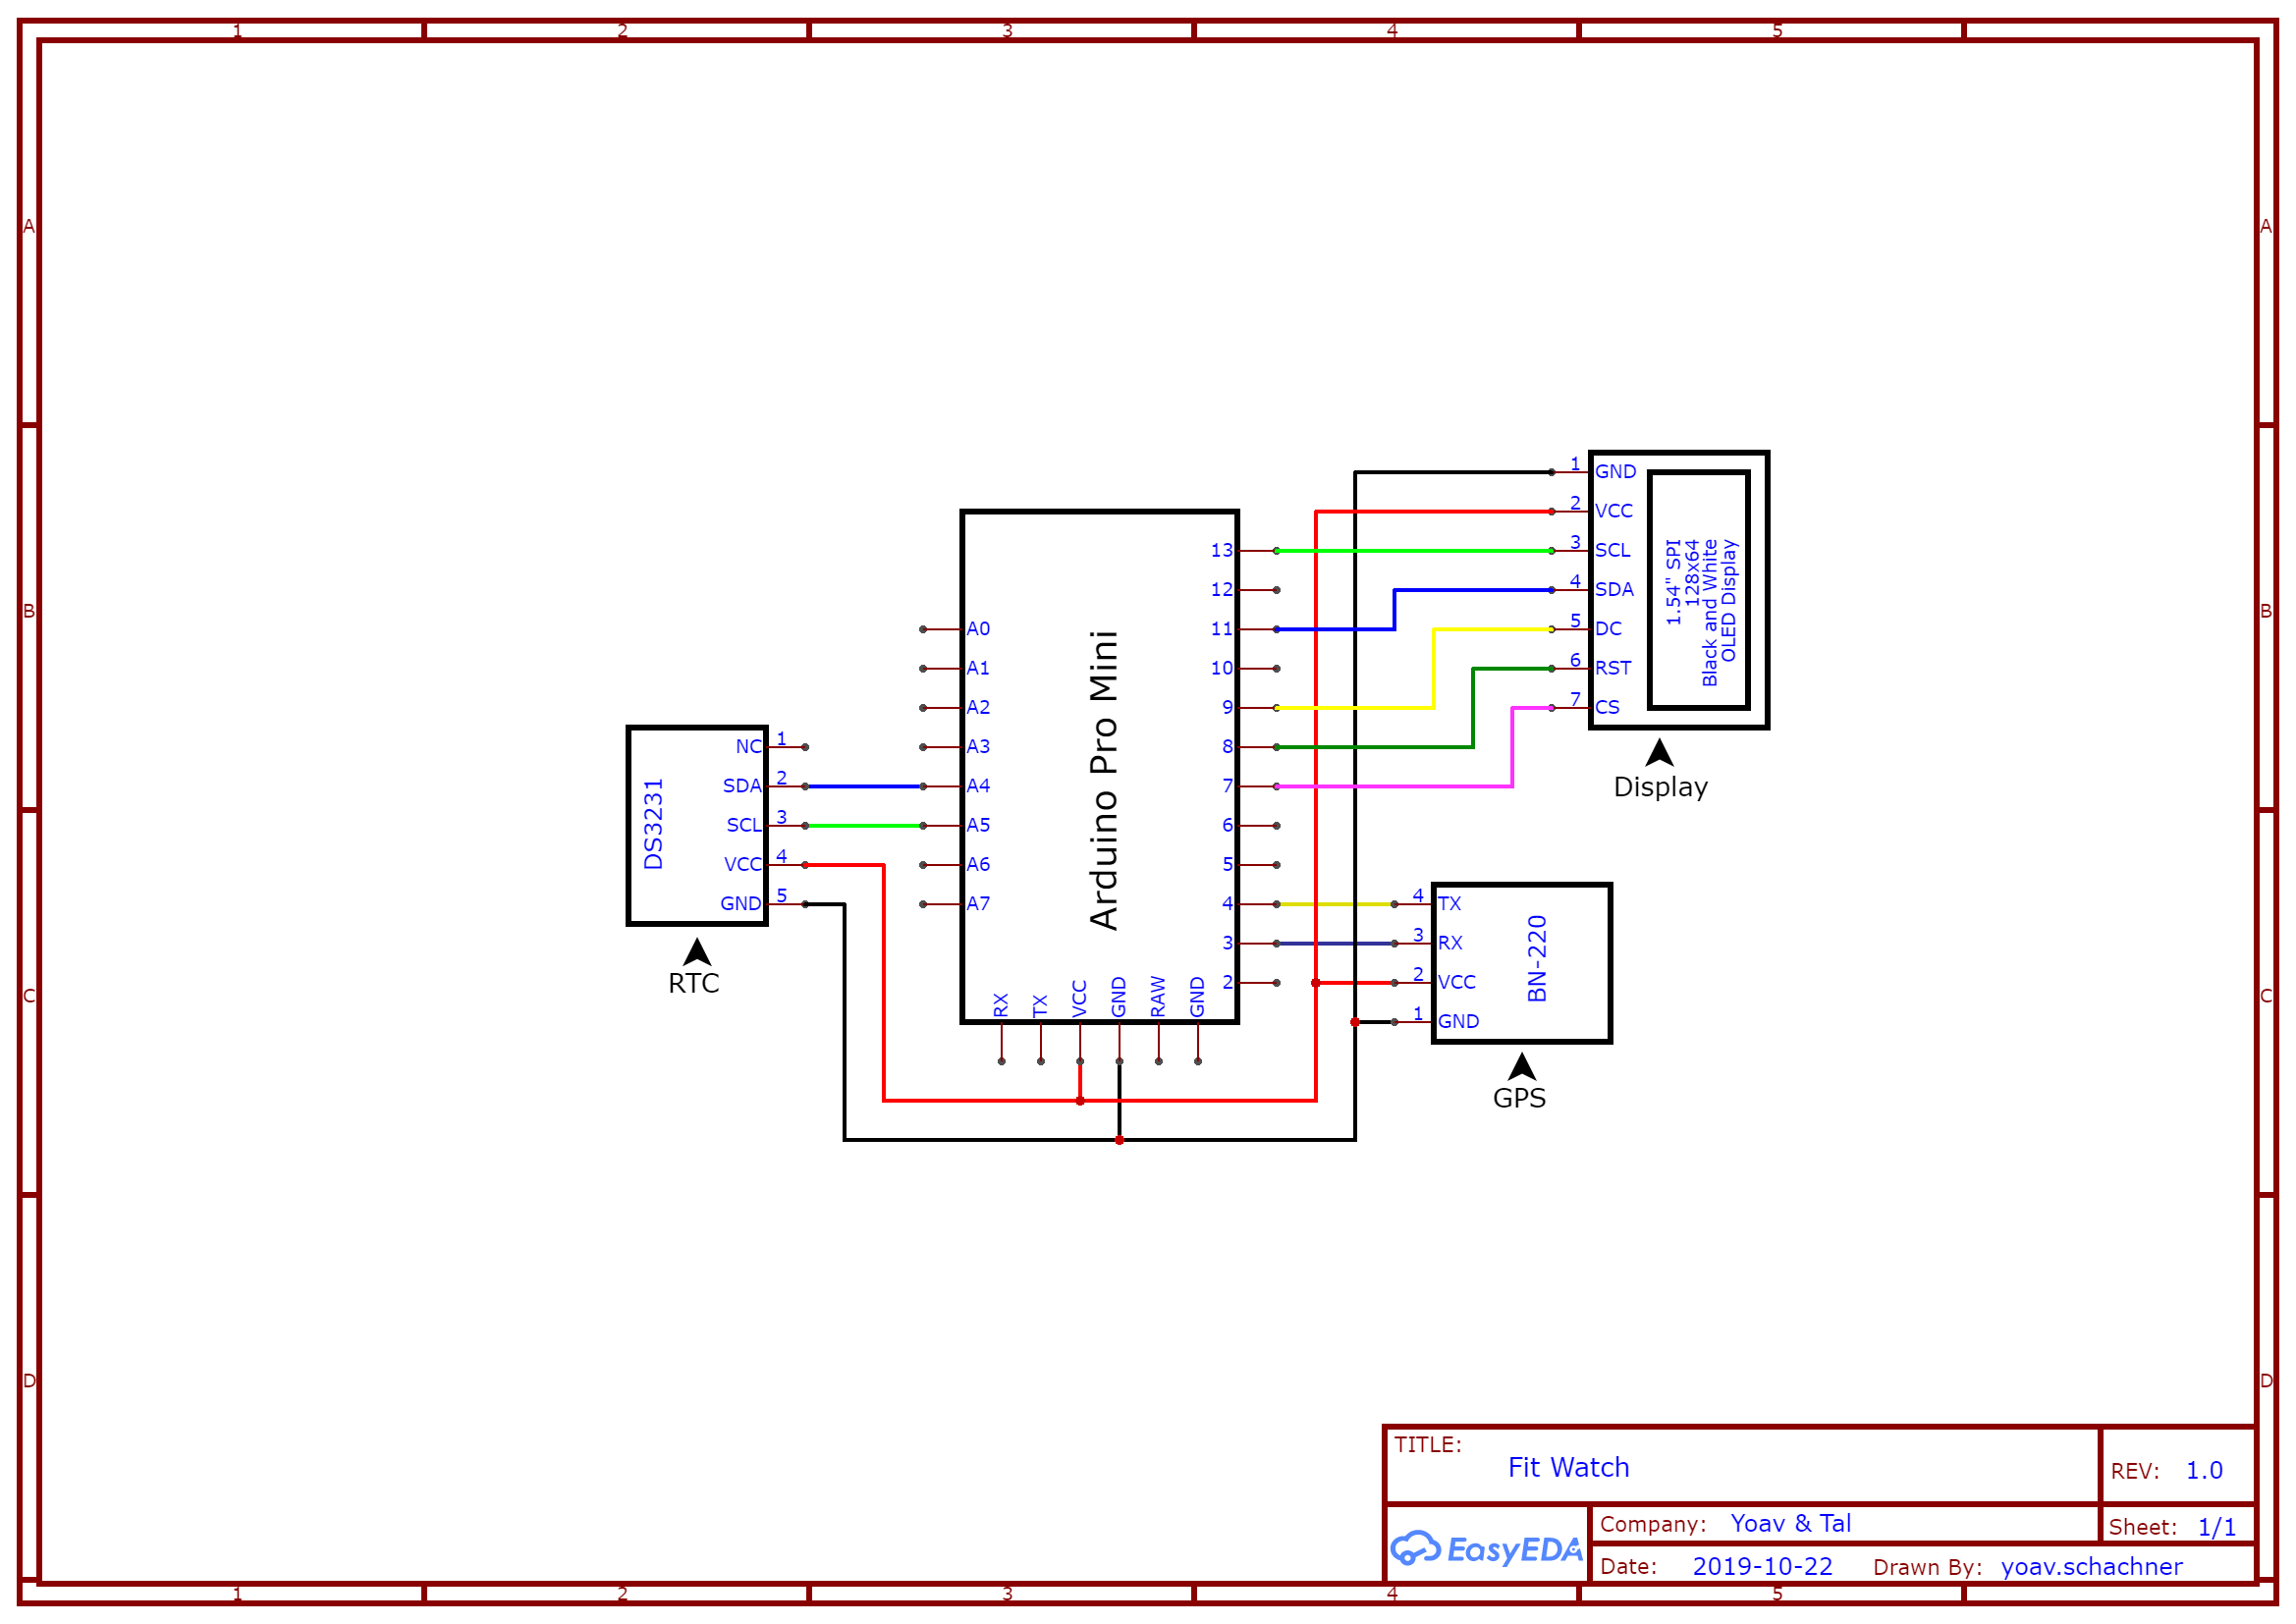 1 2 3 4 5
A
B
C
D
A
B
C
D
DS3231
NC 1
SDA 2
SCL 3
VCC 4
GND 5
RTC
Arduino Pro Mini
A0
A1
A2
A3
A4
A5
A6
A7
13
12
11
10
9
8
7
6
5
4
3
2
RX
TX
VCC
GND
RAW
GND
1 GND
2 VCC
3 SCL
4 SDA
5 DC
6 RST
7 CS
1.54" SPI
128x64
Black and White
OLED Display
Display
4 TX
3 RX
2 VCC
1 GND
BN-220
GPS
TITLE:
Fit Watch
REV: 1.0
EasyEDA
Company: Yoav & Tal
Sheet: 1/1
Date: 2019-10-22 Drawn By: yoav.schachner
1 2 3 4 5